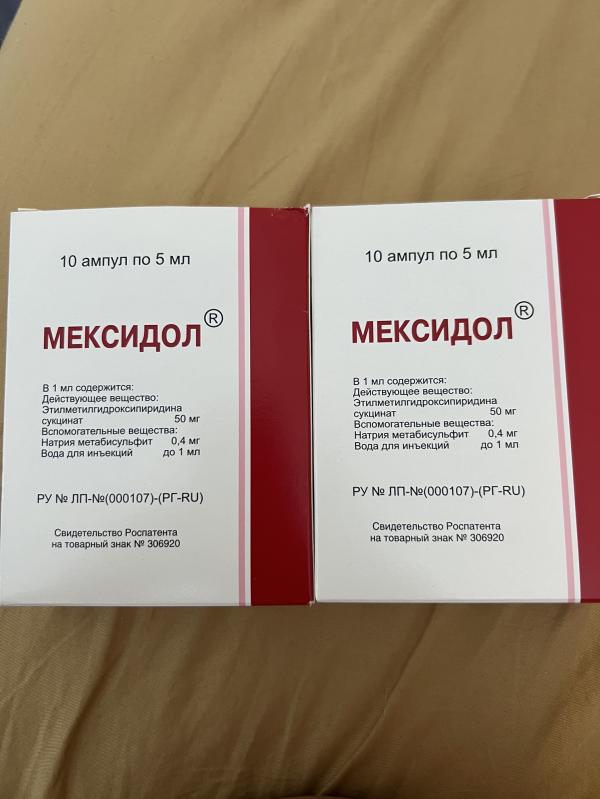 10 ампул по 5 мл
МЕКСИДОЛ®
В 1 мл содержится:
Действующее вещество:
Этилметилгидроксипиридина
сукцинат 50 мг
Вспомогательные вещества:
Натрия метабисульфит 0,4 мг
Вода для инъекций до 1 мл
РУ № ЛП-№(000107)-(РГ-RU)
Свидетельство Роспатента
на товарный знак № 306920
10 ампул по 5 мл
МЕКСИДОЛ®
В 1 мл содержится:
Действующее вещество:
Этилметилгидроксипиридина
сукцинат 50 мг
Вспомогательные вещества:
Натрия метабисульфит 0,4 мг
Вода для инъекций до 1 мл
РУ № ЛП-№(000107)-(РГ-RU)
Свидетельство Роспатента
на товарный знак № 306920